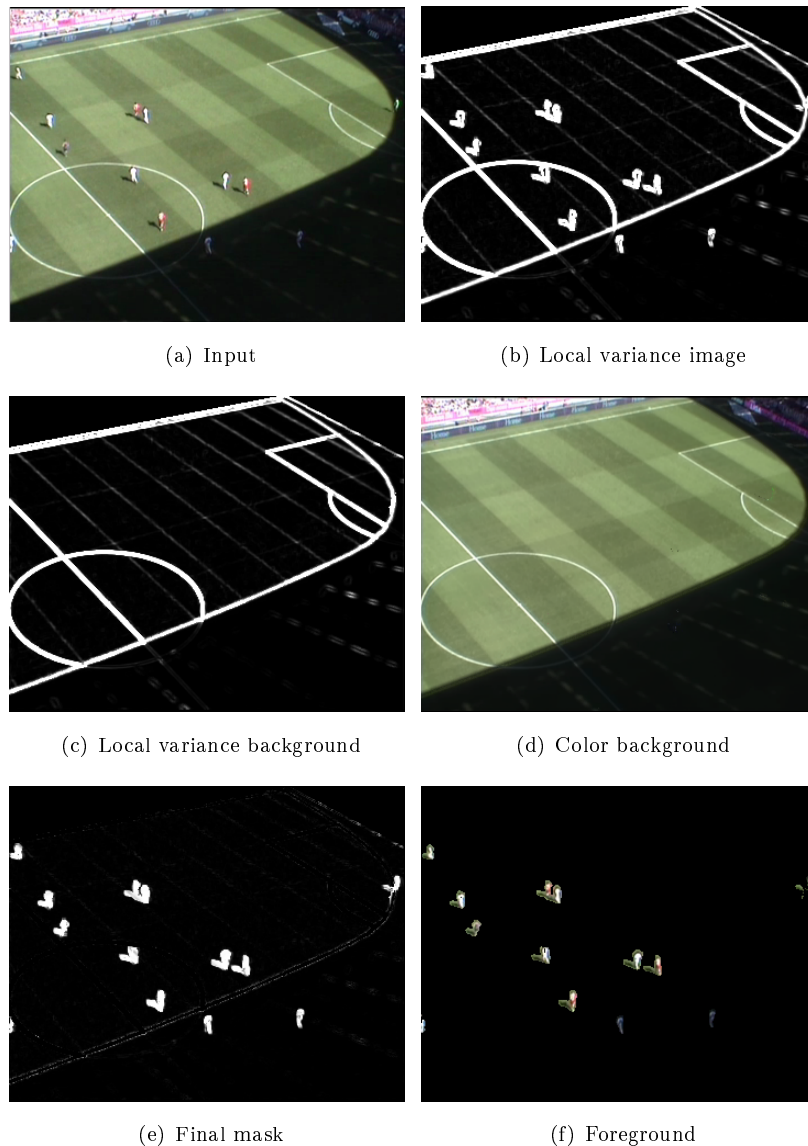 (a) Input
(b) Local variance image
(c) Local variance background
(d) Color background
(e) Final mask
(f) Foreground